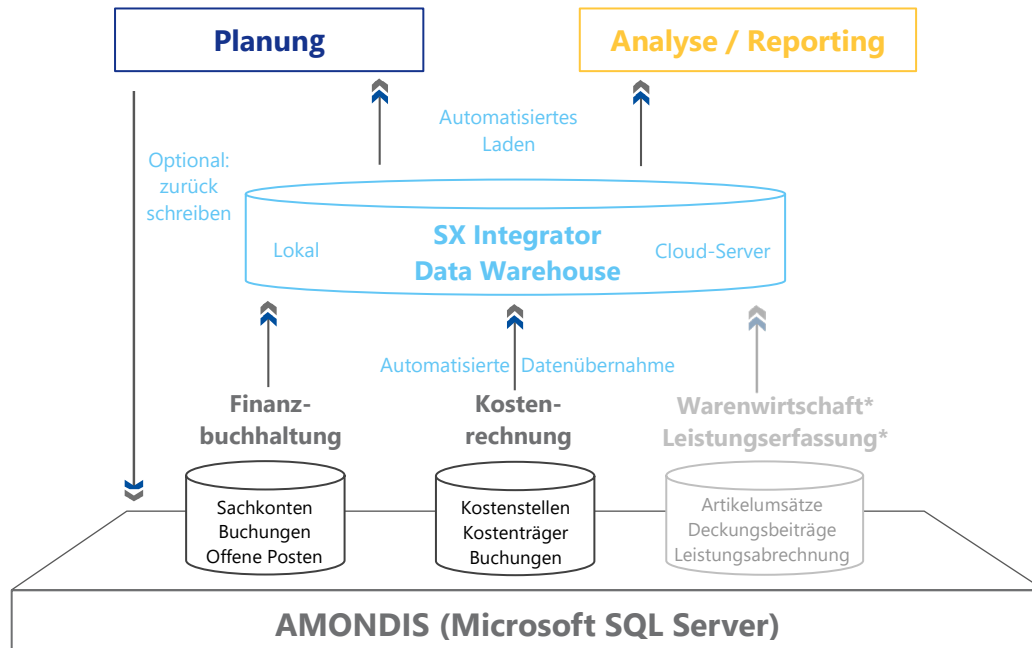 Planung
Analyse / Reporting
Automatisiertes
Laden
Optional:
zurück
schreiben
Lokal
SX Integrator
Data Warehouse
Cloud-Server
Automatisierte Datenübernahme
Finanz-
buchhaltung
Kosten-
rechnung
Warenwirtschaft*
Leistungserfassung*
Sachkonten
Buchungen
Offene Posten
Kostenstellen
Kostenträger
Buchungen
Artikelumsätze
Deckungsbeiträge
Leistungsabrechnung
AMONDIS (Microsoft SQL Server)